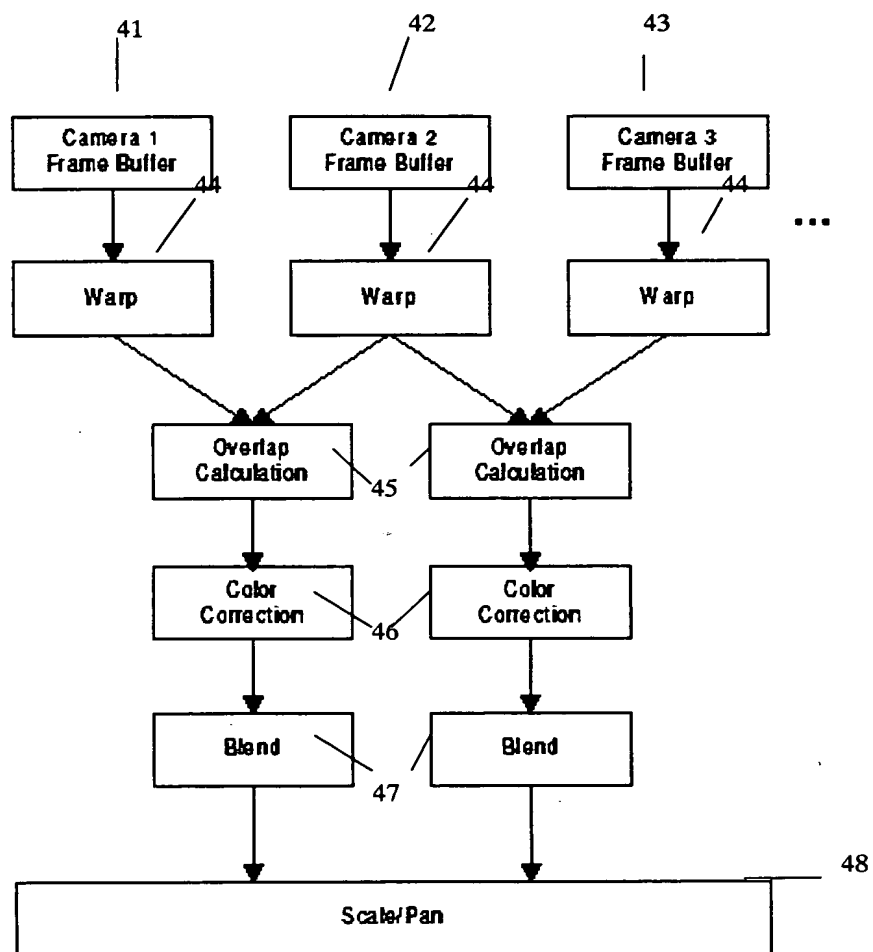 41
42
43
Camera 1
Frame Buffer
Camera 2
Frame Buffer
Camera 3
Frame Buffer
44
44
44
...
Warp
Warp
Warp
Overlap
Calculation
45
Overlap
Calculation
Color
Correction
46
Color
Correction
Blend
47
Blend
48
Scale/Pan